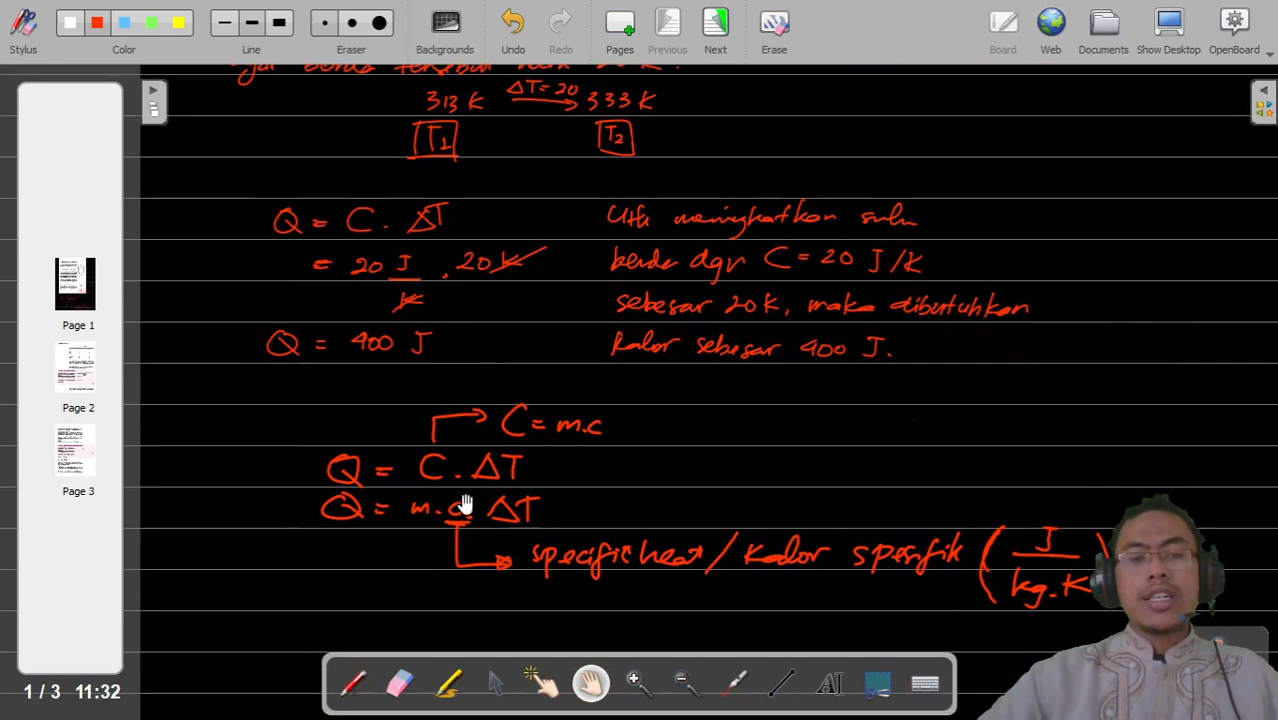 Stylus
Color
Line
Eraser
Backgrounds
Undo
Redo
Pages
Previous
Next
Erase
Board
Web
Documents
Show Desktop
OpenBoard
313 K ΔT = 20 333 K
T1 T2
Q = C . ΔT
= 20 J/K . 20 K
Q = 400 J
Utk meningkatkan suhu
benda dgn C = 20 J/K
sebesar 20 K, maka dibutuhkan
kalor sebesar 400 J.
C = m.c
Q = C . ΔT
Q = m.c. ΔT
specific heat / kalor spesifik ( J / kg.K )
Page 1
Page 2
Page 3
1 / 3 11:32
AI